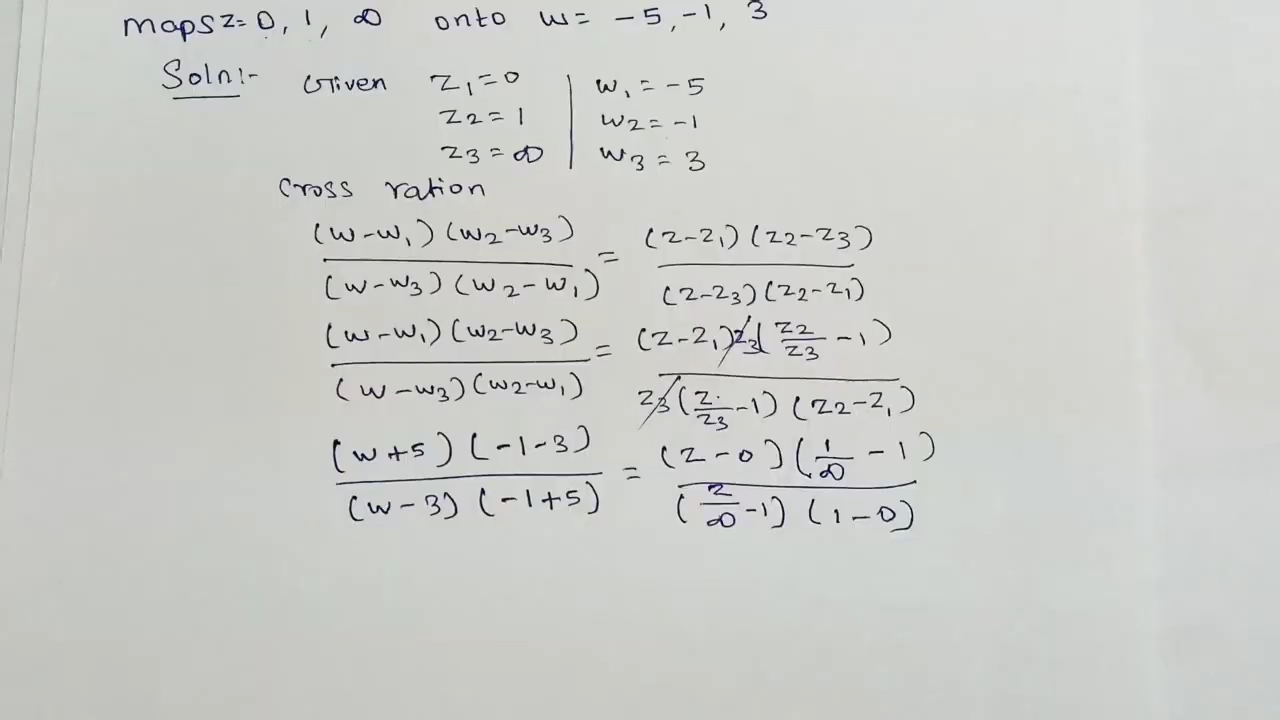 maps z=0, 1, ∞ onto w= -5, -1, 3
Soln:- Given z₁=0 | w₁ = -5
z₂ = 1 | w₂ = -1
z₃ = ∞ | w₃ = 3
cross ration
(w-w₁) (w₂-w₃) / (w-w₃) (w₂-w₁) = (z-z₁) (z₂-z₃) / (z-z₃) (z₂-z₁)
(w-w₁) (w₂-w₃) / (w-w₃) (w₂-w₁) = (z-z₁) z₃ (z₂/z₃ -1) / z₃ (z/z₃ -1) (z₂-z₁)
(w+5) (-1-3) / (w-3) (-1+5) = (z-0) (1/∞ - 1) / (z/∞ -1) (1-0)